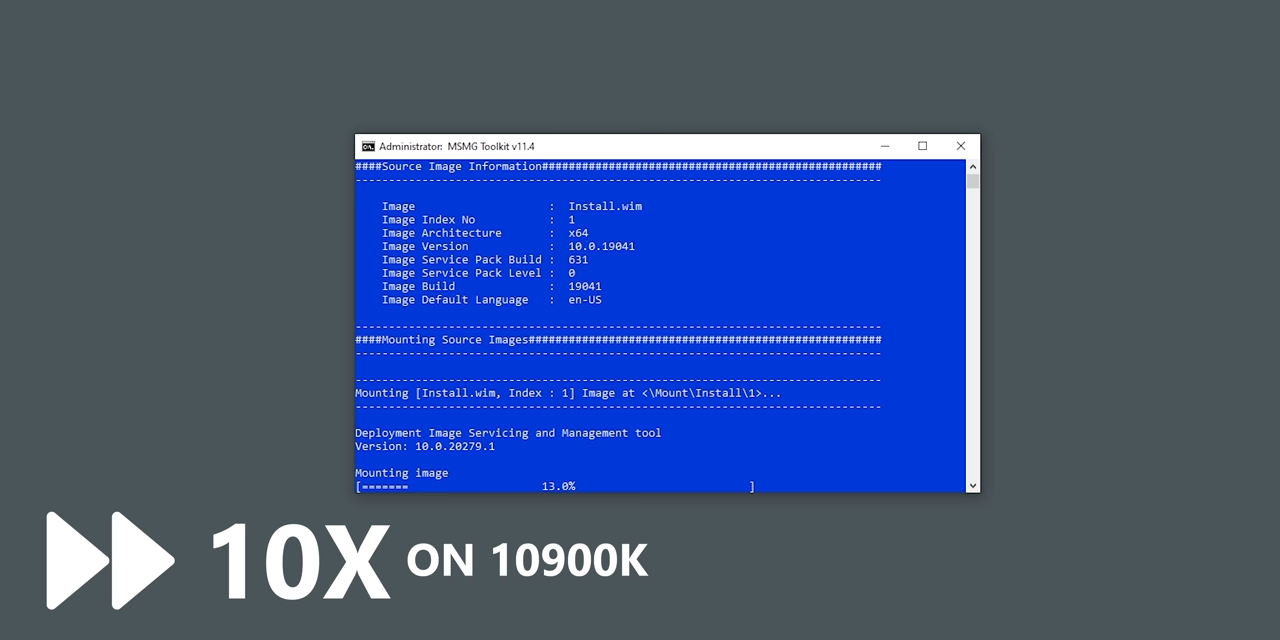 Administrator:  MSMG Toolkit v11.4
####Source Image Information###################################################
-------------------------------------------------------------------------------
Image                    :  Install.wim
Image Index No           :  1
Image Architecture       :  x64
Image Version            :  10.0.19041
Image Service Pack Build :  631
Image Service Pack Level :  0
Image Build              :  19041
Image Default Language   :  en-US
-------------------------------------------------------------------------------
####Mounting Source Images#####################################################
-------------------------------------------------------------------------------
-------------------------------------------------------------------------------
Mounting [Install.wim, Index : 1] Image at <\Mount\Install\1>...
-------------------------------------------------------------------------------
Deployment Image Servicing and Management tool
Version: 10.0.20279.1
Mounting image
[=======                    13.0%                          ]
10X ON 10900K